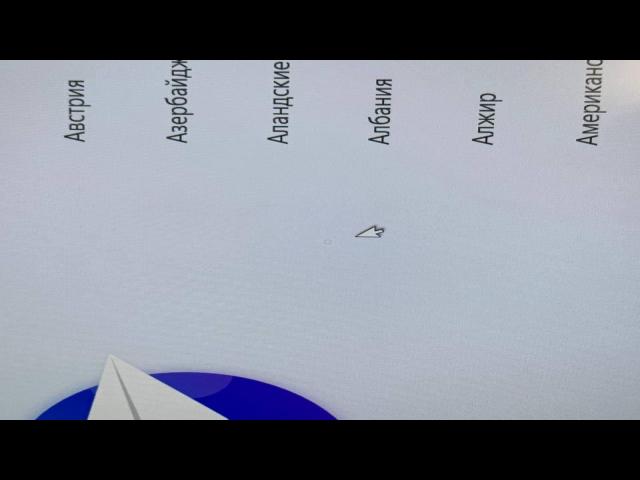 Австрия
Азербайдж
Аландские
Албания
Алжир
Американс